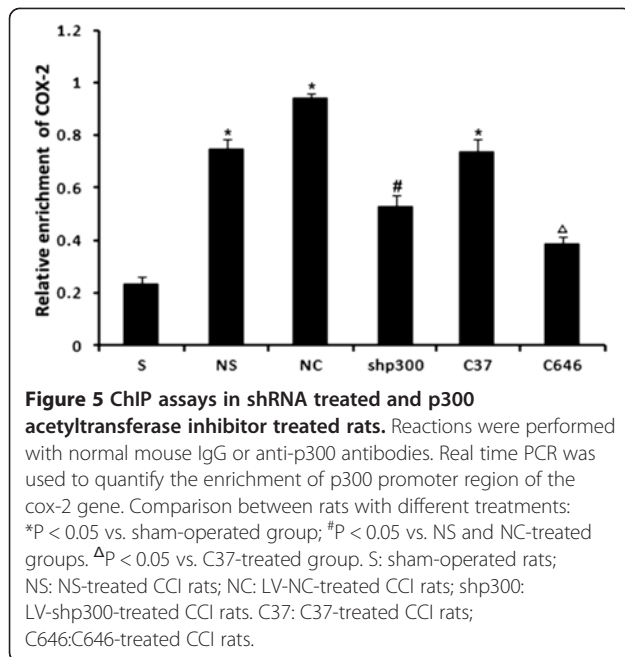 1.2
1
0.8
0.6
0.4
0.2
0
Relative enrichment of COX-2
*
*
#
*
Δ
S NS NC shp300 C37 C646
Figure 5 ChIP assays in shRNA treated and p300
acetyltransferase inhibitor treated rats. Reactions were performed
with normal mouse IgG or anti-p300 antibodies. Real time PCR was
used to quantify the enrichment of p300 promoter region of the
cox-2 gene. Comparison between rats with different treatments:
*P < 0.05 vs. sham-operated group; #P < 0.05 vs. NS and NC-treated
groups. ΔP < 0.05 vs. C37-treated group. S: sham-operated rats;
NS: NS-treated CCI rats; NC: LV-NC-treated CCI rats; shp300:
LV-shp300-treated CCI rats. C37: C37-treated CCI rats;
C646:C646-treated CCI rats.